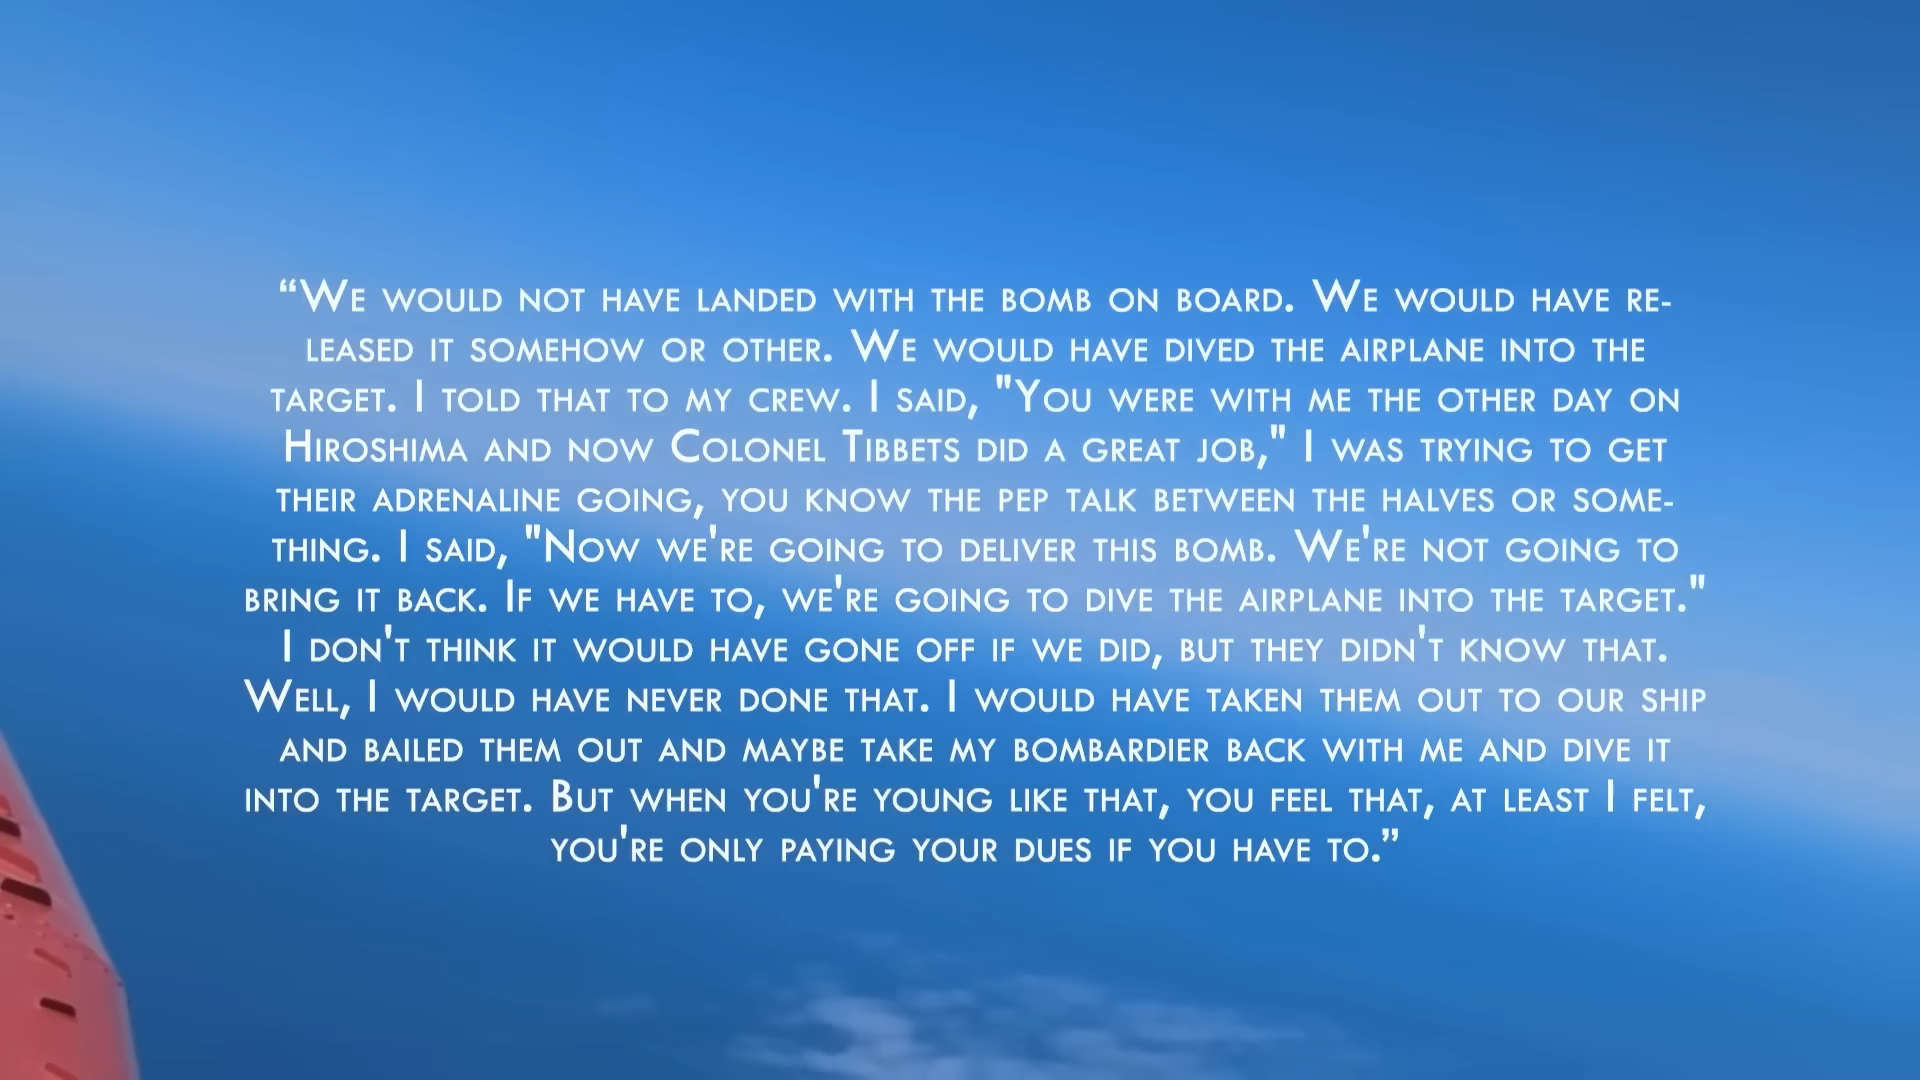 “We would not have landed with the bomb on board. We would have re-
leased it somehow or other. We would have dived the airplane into the
target. I told that to my crew. I said, "You were with me the other day on
Hiroshima and now Colonel Tibbets did a great job," I was trying to get
their adrenaline going, you know the pep talk between the halves or some-
thing. I said, "Now we're going to deliver this bomb. We're not going to
bring it back. If we have to, we're going to dive the airplane into the target."
I don't think it would have gone off if we did, but they didn't know that.
Well, I would have never done that. I would have taken them out to our ship
and bailed them out and maybe take my bombardier back with me and dive it
into the target. But when you're young like that, you feel that, at least I felt,
you're only paying your dues if you have to.”